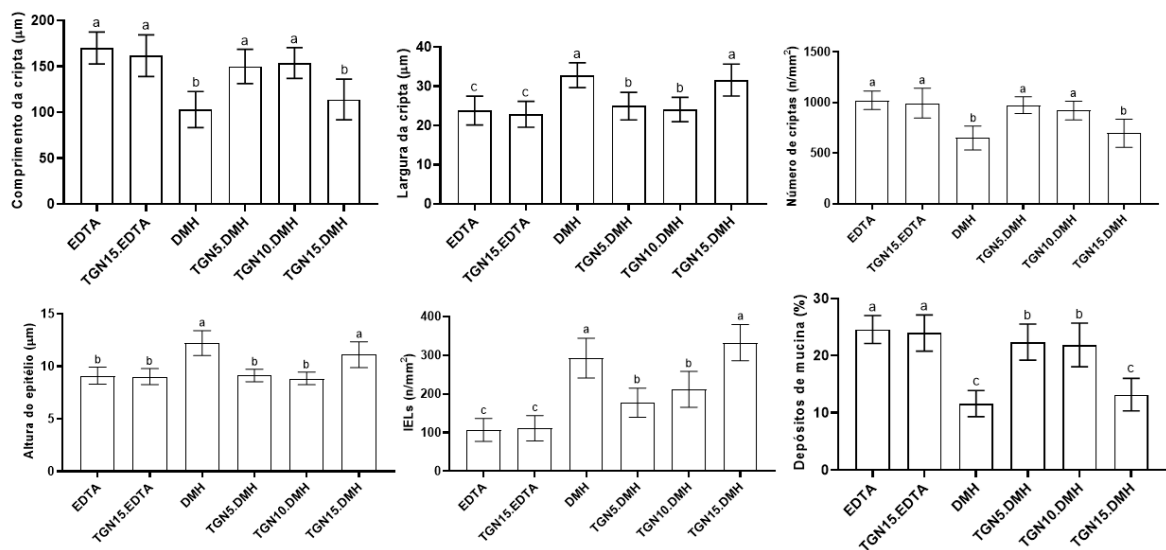 Comprimento da cripta (µm)
200
150
100
50
0
a
a
b
a
a
b
EDTA
TGN15.EDTA
DMH
TGN5.DMH
TGN10.DMH
TGN15.DMH
Largura da cripta (µm)
40
30
20
10
0
c
c
a
b
b
a
EDTA
TGN15.EDTA
DMH
TGN5.DMH
TGN10.DMH
TGN15.DMH
Número de criptas (n/mm²)
1500
1000
500
0
a
a
b
a
a
b
EDTA
TGN15.EDTA
DMH
TGN5.DMH
TGN10.DMH
TGN15.DMH
Altura do epitélio (µm)
15
10
5
0
b
b
a
b
b
a
EDTA
TGN15.EDTA
DMH
TGN5.DMH
TGN10.DMH
TGN15.DMH
IELs (n/mm²)
400
300
200
100
0
c
c
a
b
b
a
EDTA
TGN15.EDTA
DMH
TGN5.DMH
TGN10.DMH
TGN15.DMH
Depósitos de mucina (%)
30
20
10
0
a
a
c
b
b
c
EDTA
TGN15.EDTA
DMH
TGN5.DMH
TGN10.DMH
TGN15.DMH